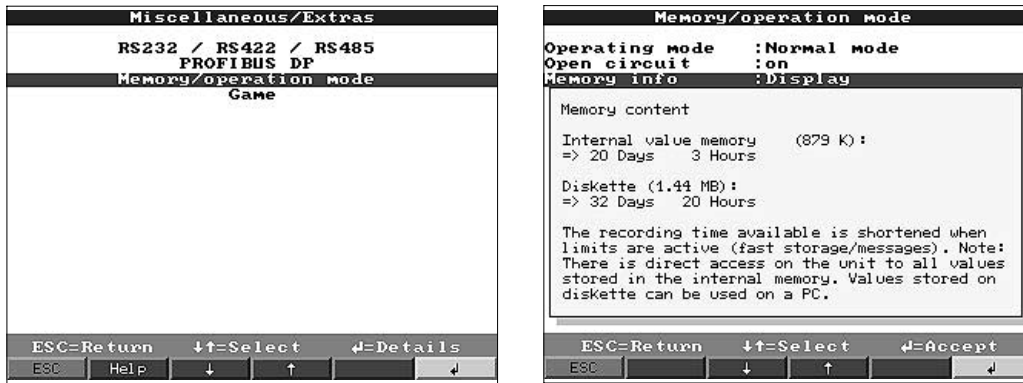 Miscellaneous/Extras
RS232 / RS422 / RS485
PROFIBUS DP
Memory/operation mode
Game
ESC=Return ↓↑=Select ↲=Details
ESC Help ↓ ↑ ↲
Memory/operation mode
Operating mode :Normal mode
Open circuit :on
Memory info :Display
Memory content
Internal value memory (879 K):
=> 20 Days 3 Hours
Diskette (1.44 MB):
=> 32 Days 20 Hours
The recording time available is shortened when
limits are active (fast storage/messages). Note:
There is direct access on the unit to all values
stored in the internal memory. Values stored on
diskette can be used on a PC.
ESC=Return ↓↑=Select ↲=Accept
ESC ↓ ↑ ↲